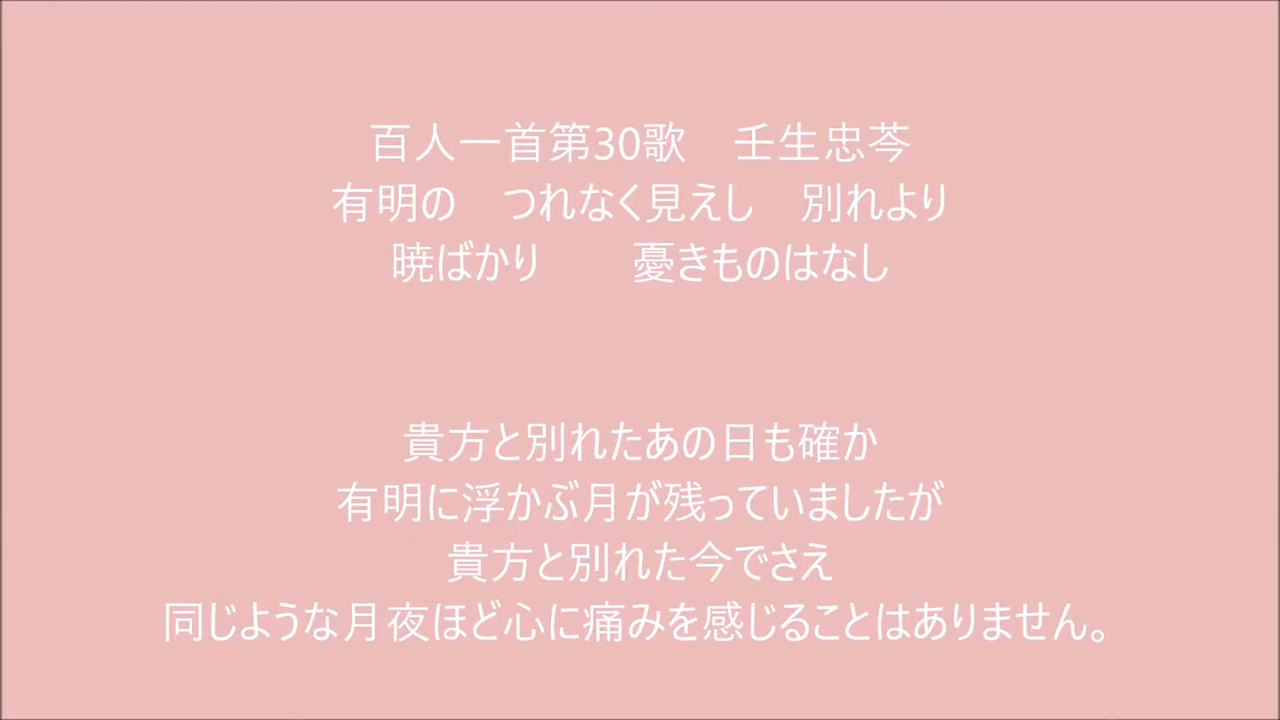 百人一首第30歌　壬生忠芩
有明の　つれなく見えし　別れより
暁ばかり　　憂きものはなし
貴方と別れたあの日も確か
有明に浮かぶ月が残っていましたが
貴方と別れた今でさえ
同じような月夜ほど心に痛みを感じることはありません。